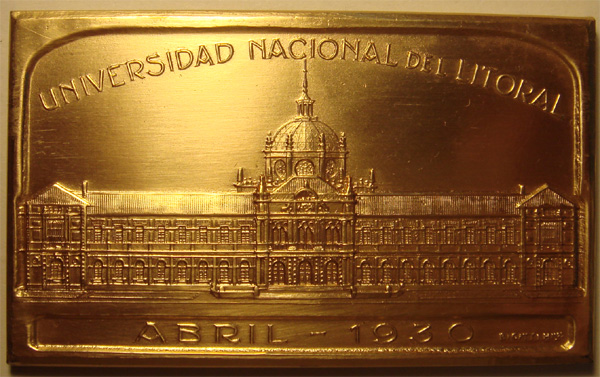 UNIVERSIDAD NACIONAL DEL LITORAL
ABRIL - 1930